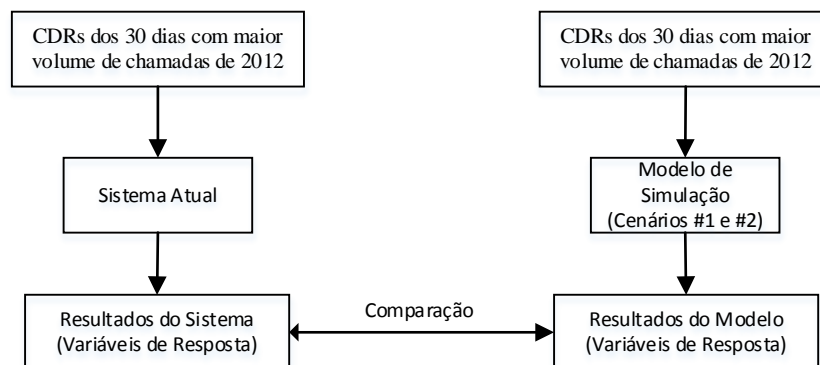 CDRs dos 30 dias com maior
volume de chamadas de 2012
CDRs dos 30 dias com maior
volume de chamadas de 2012
Sistema Atual
Modelo de
Simulação
(Cenários #1 e #2)
Comparação
Resultados do Sistema
(Variáveis de Resposta)
Resultados do Modelo
(Variáveis de Resposta)